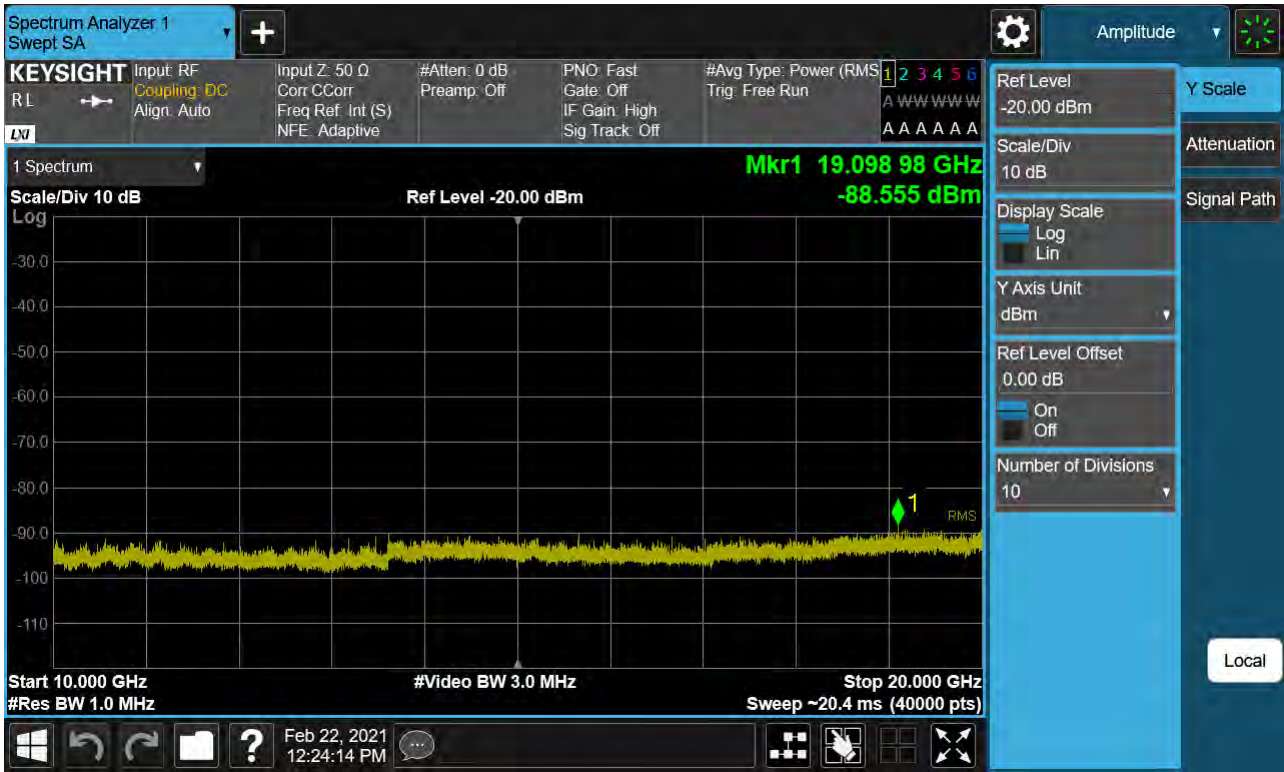 Spectrum Analyzer 1
Swept SA
+
Amplitude
KEYSIGHT
RL
LXI
Input: RF
Coupling: DC
Align: Auto
Input Z: 50 Ω
Corr CCorr
Freq Ref: Int (S)
NFE: Adaptive
#Atten: 0 dB
Preamp: Off
PNO: Fast
Gate: Off
IF Gain: High
Sig Track: Off
#Avg Type: Power (RMS
Trig: Free Run
1 2 3 4 5 6
A W W W W W
A A A A A A
1 Spectrum
Scale/Div 10 dB
Ref Level -20.00 dBm
Mkr1 19.098 98 GHz
-88.555 dBm
Log
-30.0
-40.0
-50.0
-60.0
-70.0
-80.0
-90.0
-100
-110
1
RMS
Start 10.000 GHz
#Res BW 1.0 MHz
#Video BW 3.0 MHz
Stop 20.000 GHz
Sweep ~20.4 ms (40000 pts)
Ref Level
-20.00 dBm
Scale/Div
10 dB
Display Scale
Log
Lin
Y Axis Unit
dBm
Ref Level Offset
0.00 dB
On
Off
Number of Divisions
10
Y Scale
Attenuation
Signal Path
Local
?
Feb 22, 2021
12:24:14 PM